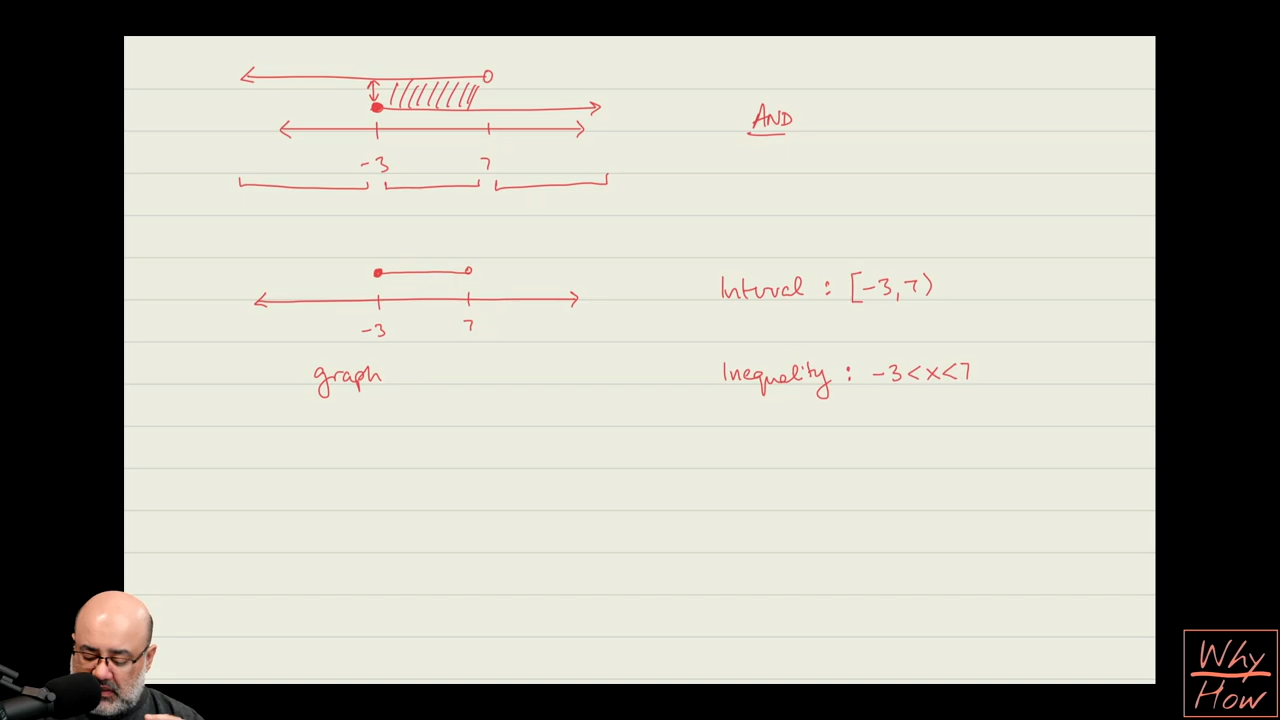 AND
-3 7
Interval : [-3,7)
-3 7
graph
Inequality : -3<x<7
Why
How